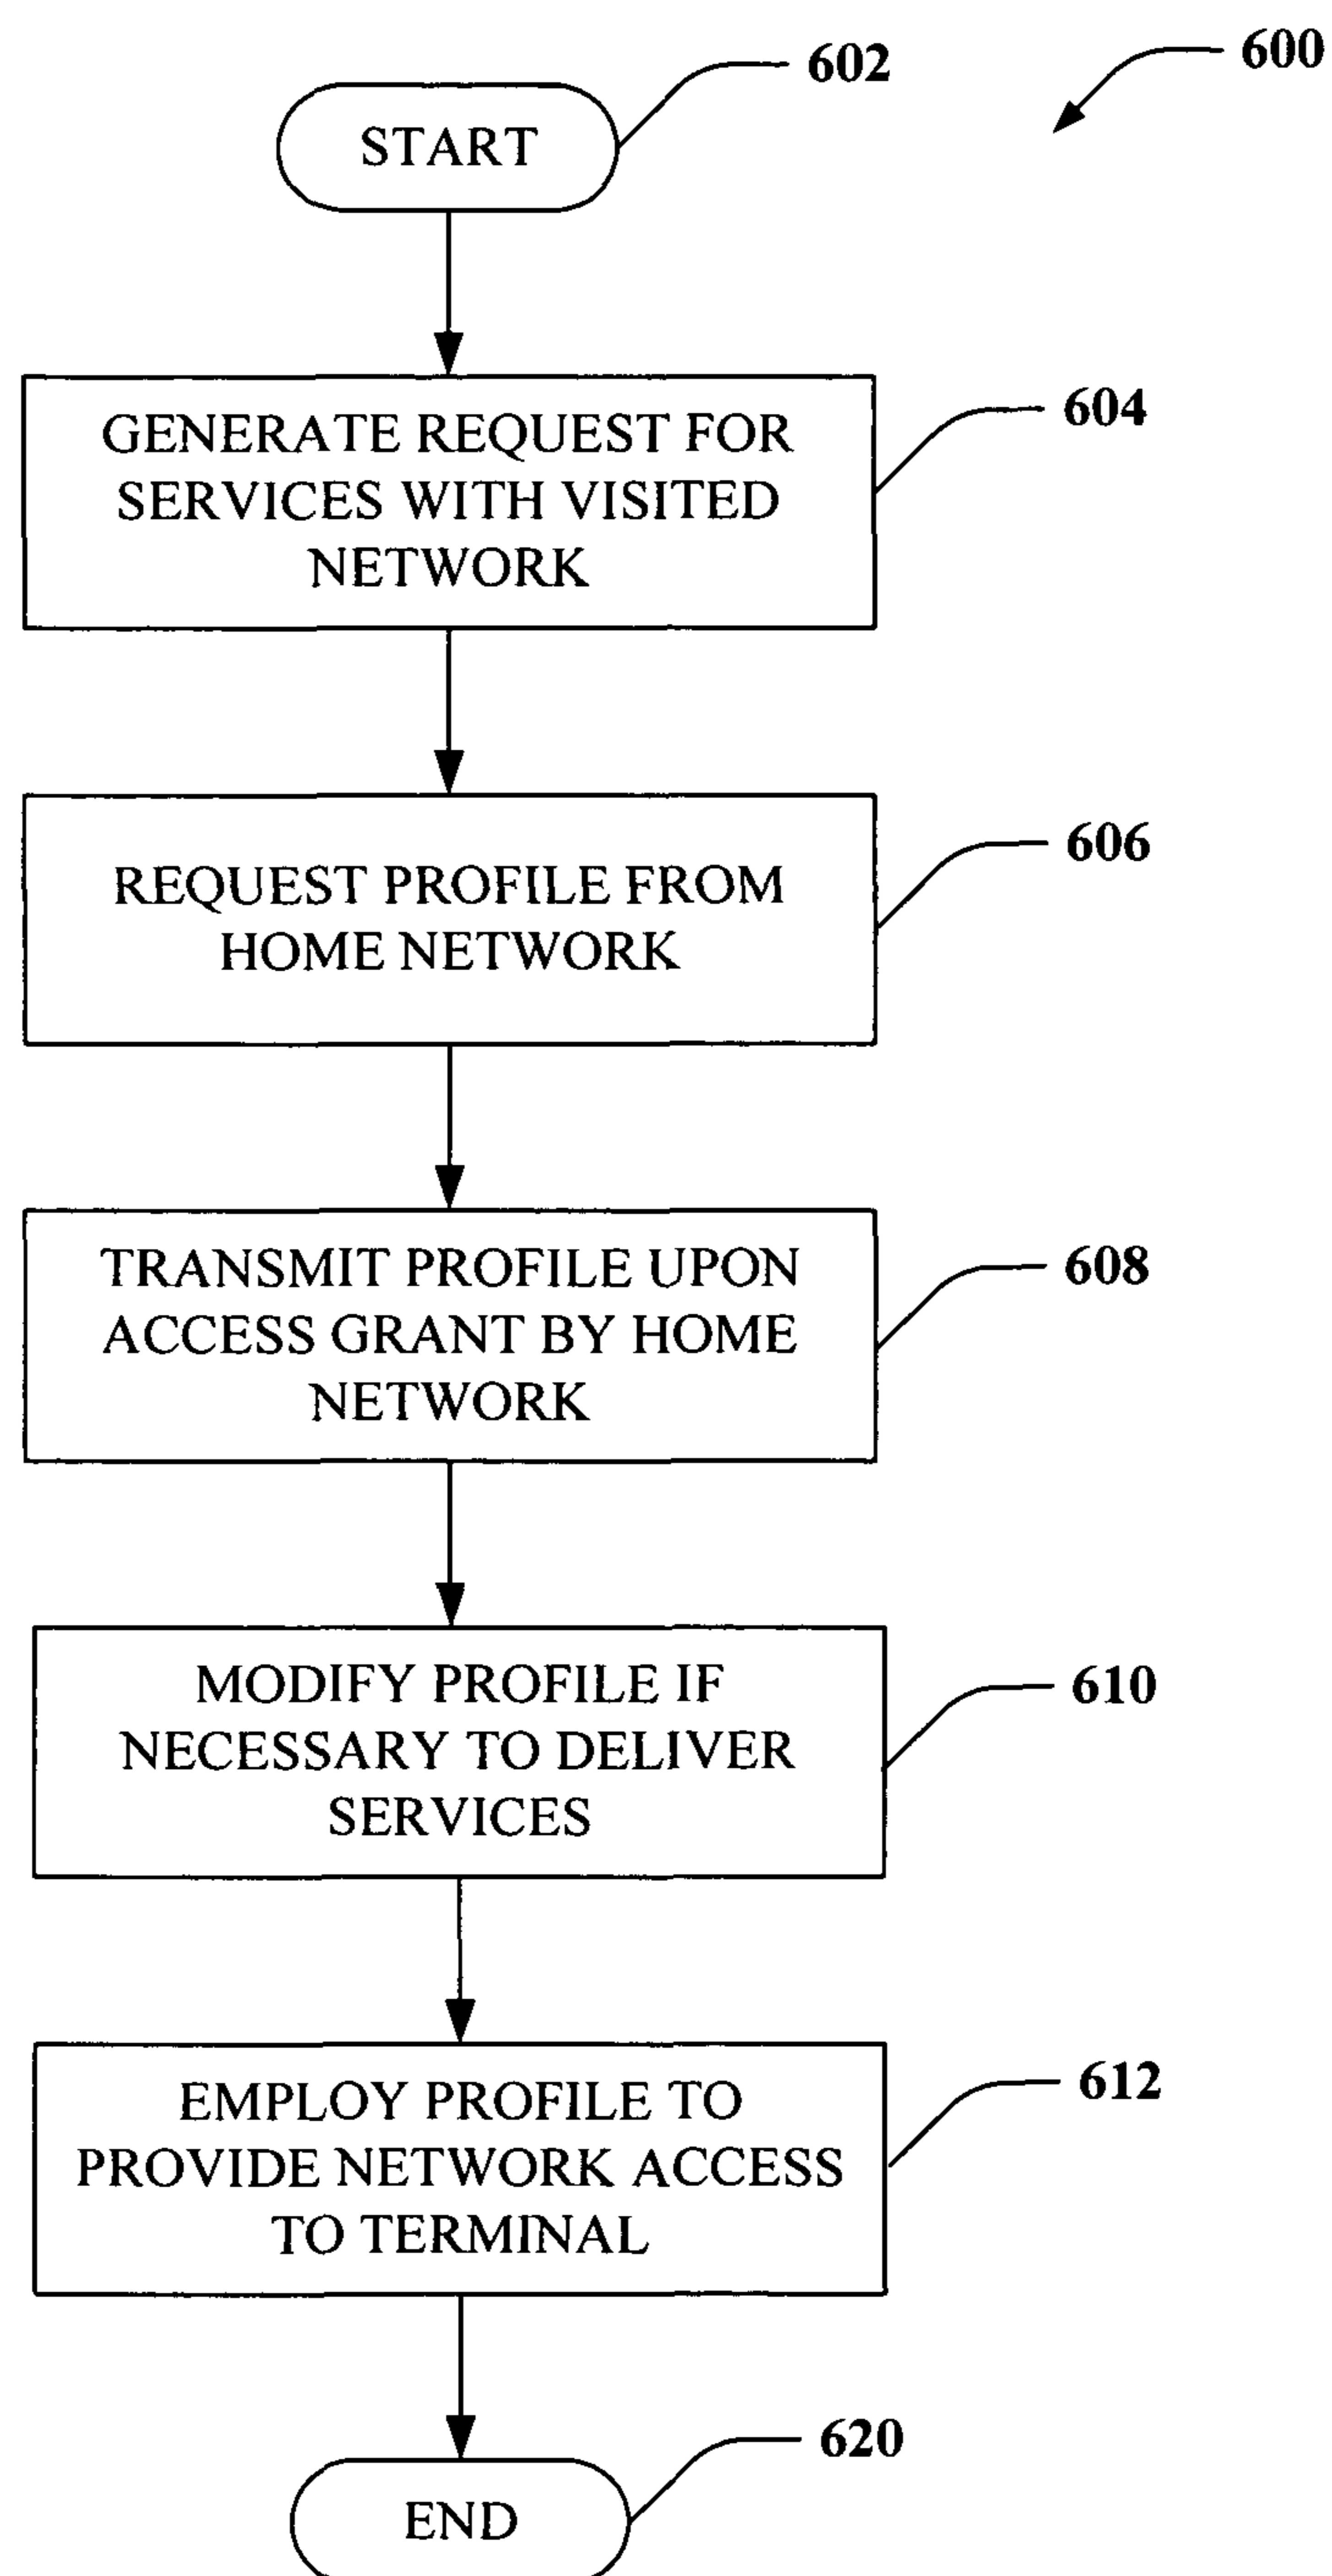 600
602
START
604
GENERATE REQUEST FOR
SERVICES WITH VISITED
NETWORK
606
REQUEST PROFILE FROM
HOME NETWORK
608
TRANSMIT PROFILE UPON
ACCESS GRANT BY HOME
NETWORK
610
MODIFY PROFILE IF
NECESSARY TO DELIVER
SERVICES
612
EMPLOY PROFILE TO
PROVIDE NETWORK ACCESS
TO TERMINAL
620
END